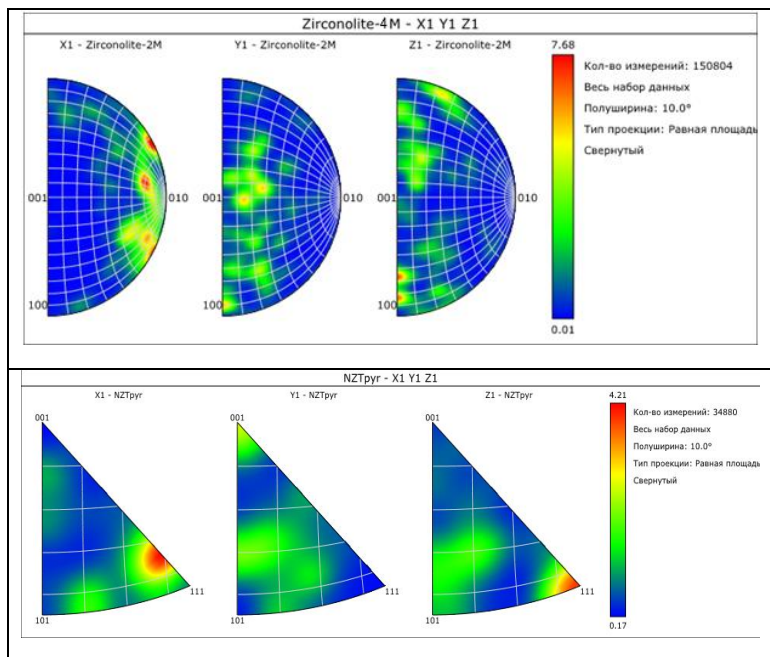 Zirconolite-4M - X1 Y1 Z1
X1 - Zirconolite-2M
Y1 - Zirconolite-2M
Z1 - Zirconolite-2M
7.68
Кол-во измерений: 150804
Весь набор данных
Полуширина: 10.0°
Тип проекции: Равная площадь
Свернутый
001
010
001
010
001
010
100
100
100
0.01
NZTpyr - X1 Y1 Z1
X1 - NZTpyr
Y1 - NZTpyr
Z1 - NZTpyr
4.21
Кол-во измерений: 34880
Весь набор данных
Полуширина: 10.0°
Тип проекции: Равная площадь
Свернутый
001
001
001
111
111
111
101
101
101
0.17